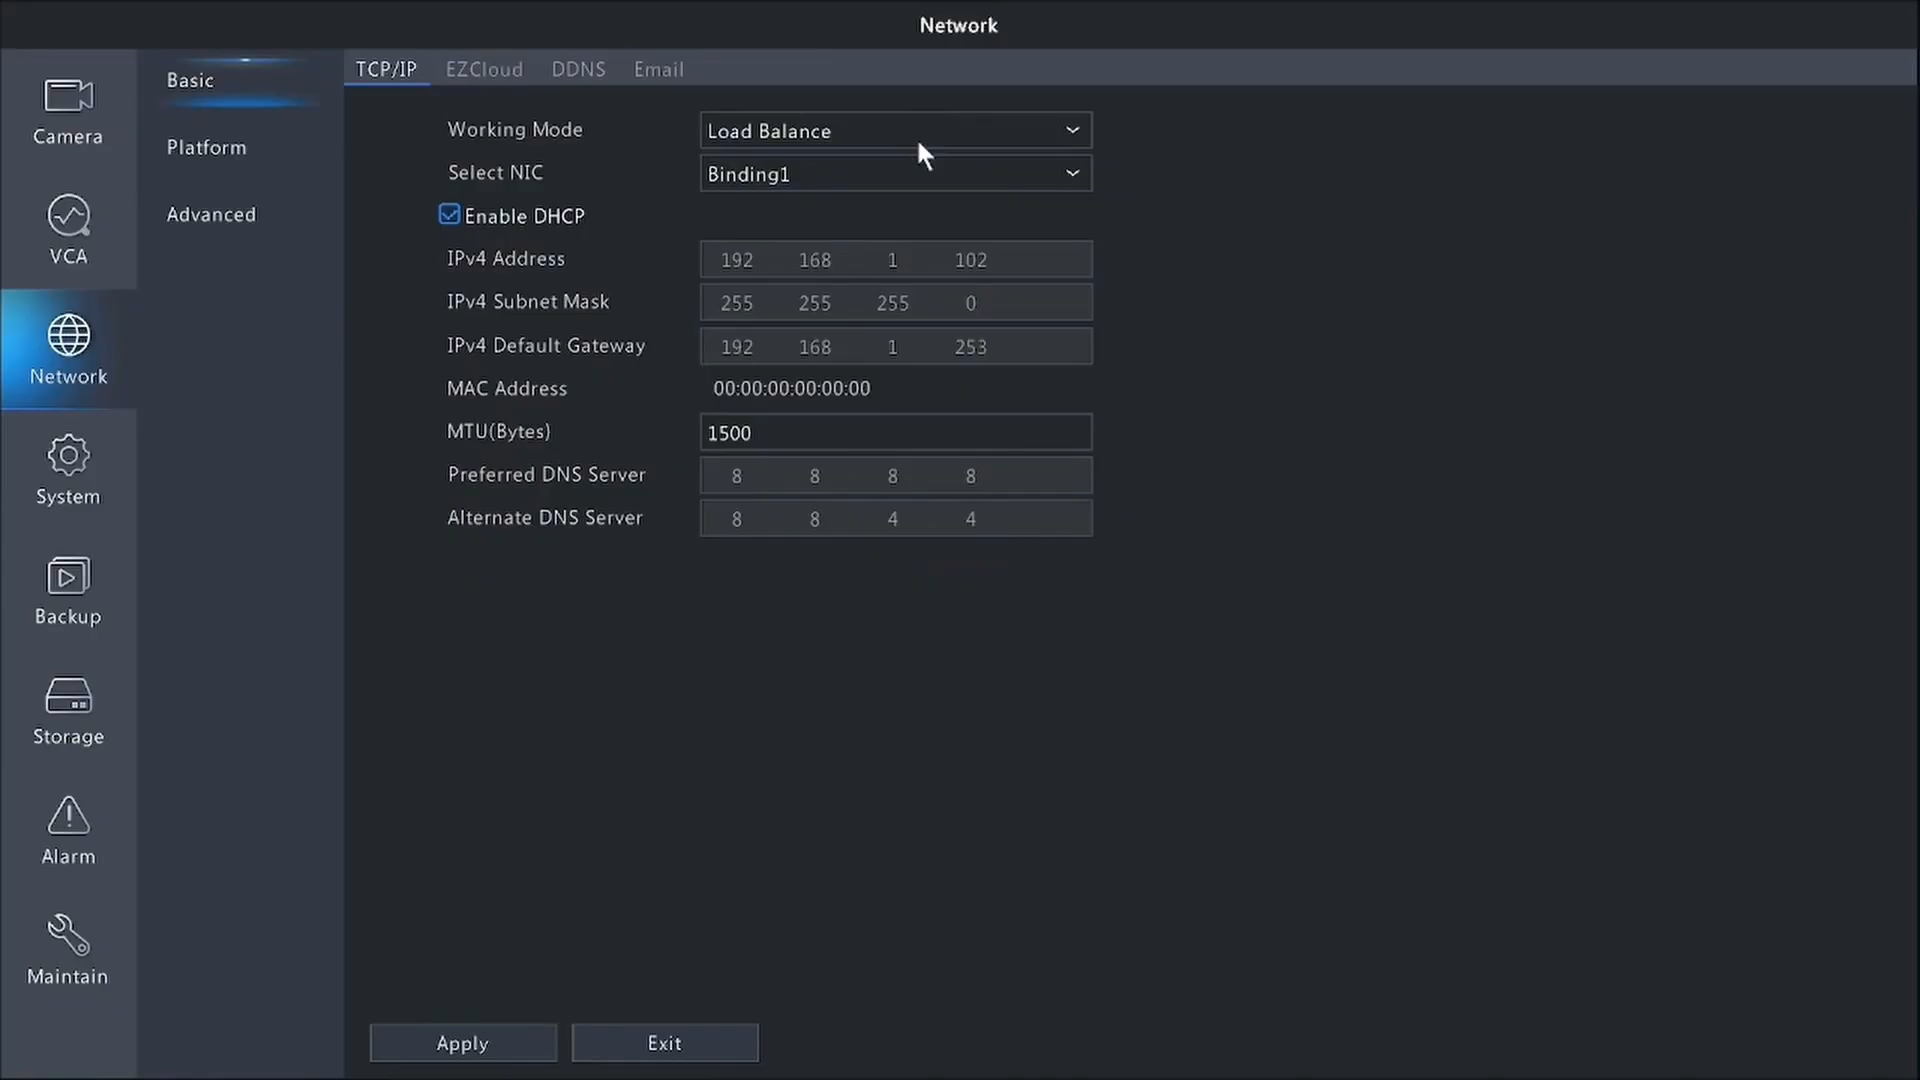 Network
Camera
VCA
Network
System
Backup
Storage
Alarm
Maintain
Basic
Platform
Advanced
TCP/IP EZCloud DDNS Email
Working Mode Load Balance
Select NIC Binding1
Enable DHCP
IPv4 Address 192 168 1 102
IPv4 Subnet Mask 255 255 255 0
IPv4 Default Gateway 192 168 1 253
MAC Address 00:00:00:00:00:00
MTU(Bytes) 1500
Preferred DNS Server 8 8 8 8
Alternate DNS Server 8 8 4 4
Apply Exit